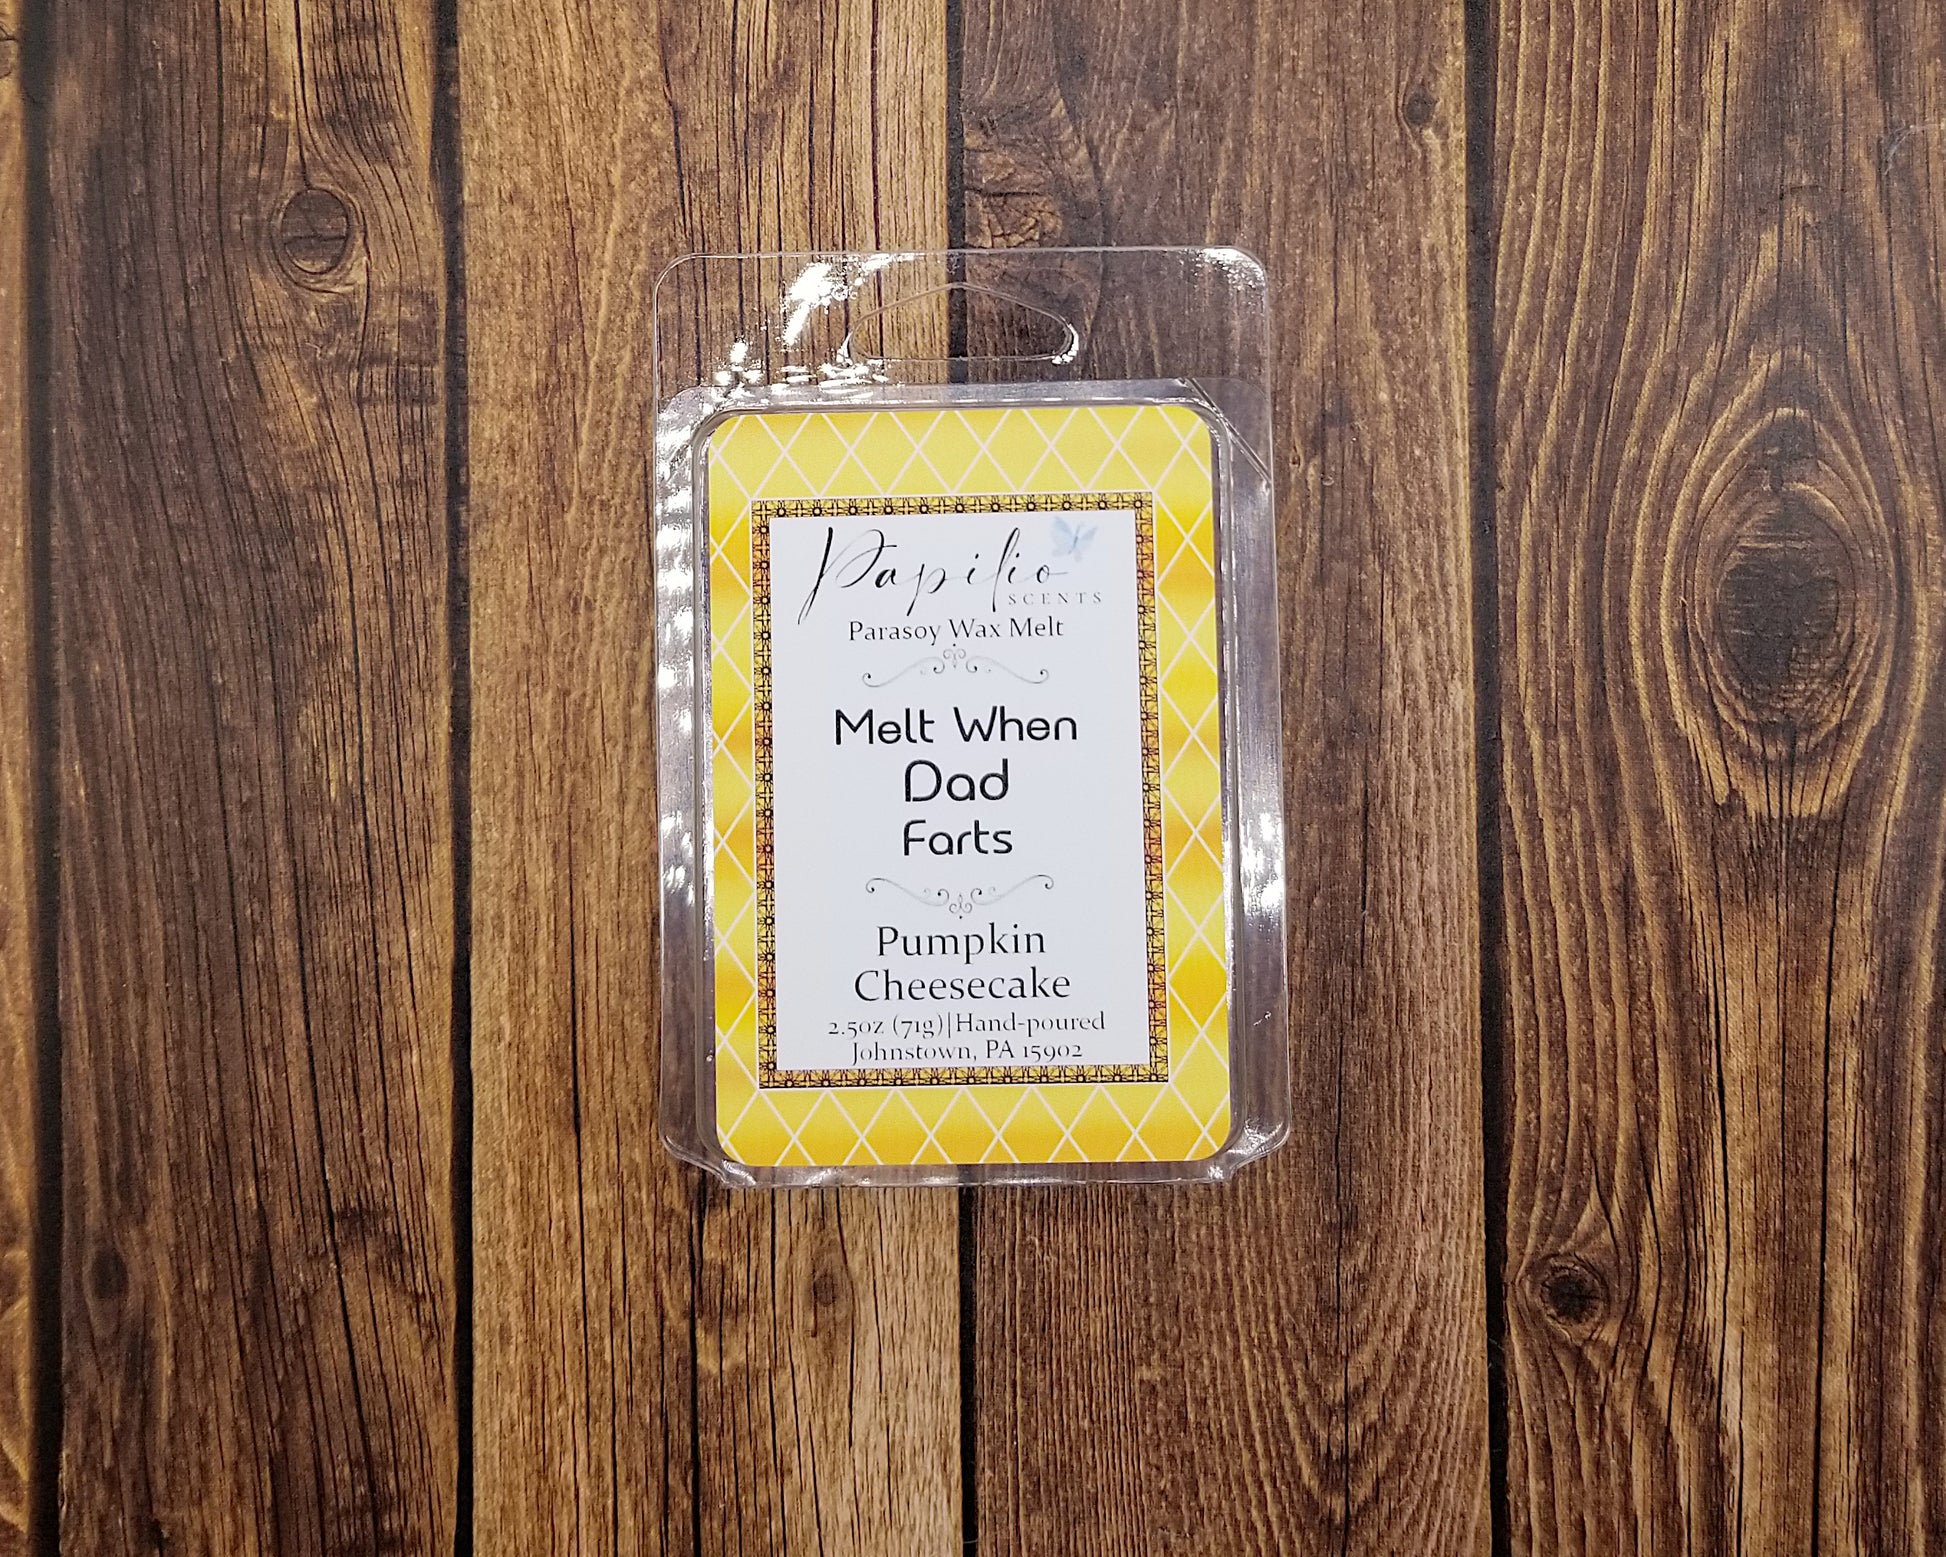 Papilio
SCENTS
Parasoy Wax Melt
Melt When
Dad
Farts
Pumpkin
Cheesecake
2.5oz (71g)|Hand-poured
Johnstown, PA 15902